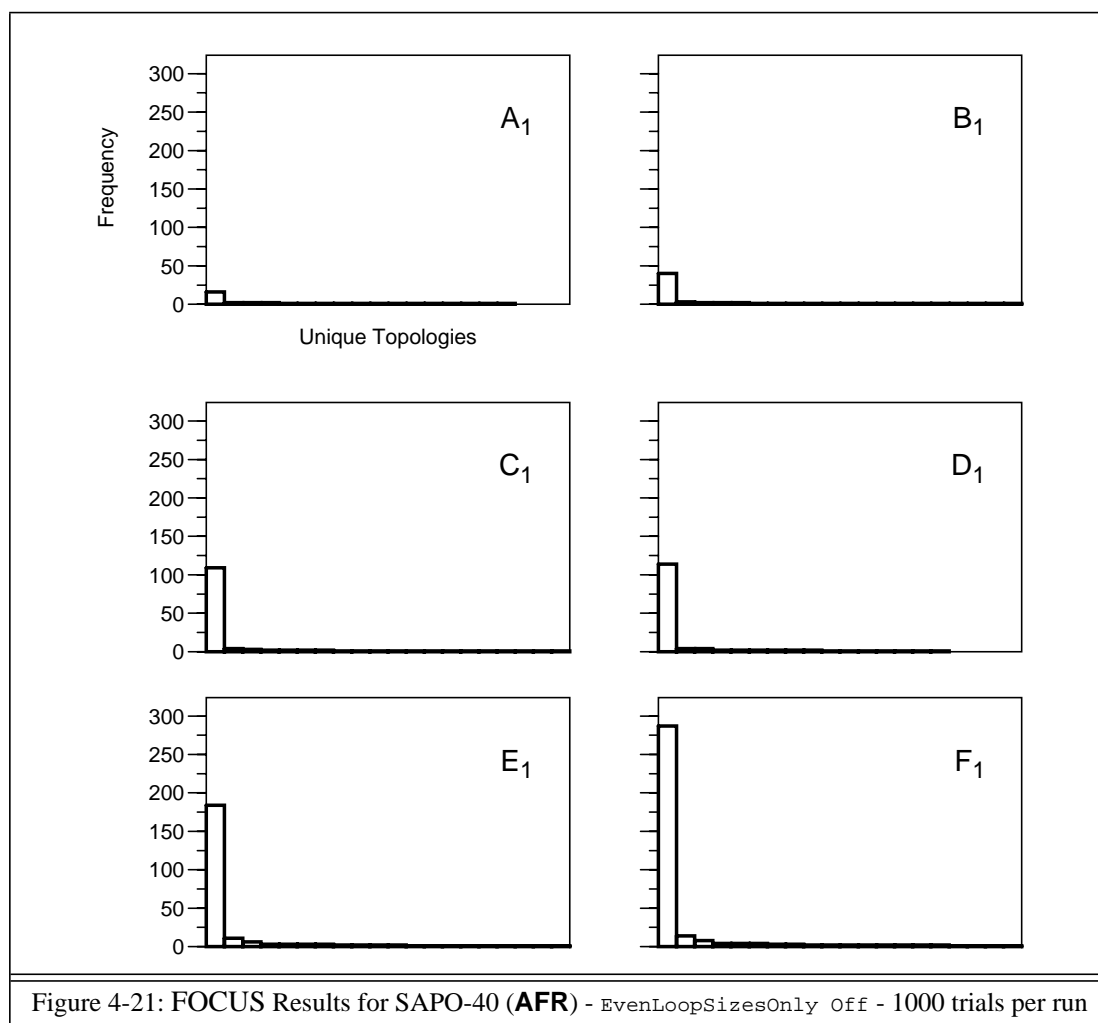 300
250
200
150
100
50
0
Frequency
A1
Unique Topologies
B1
300
250
200
150
100
50
0
C1
D1
300
250
200
150
100
50
0
E1
F1
Figure 4-21: FOCUS Results for SAPO-40 (AFR) - EvenLoopSizesOnly Off - 1000 trials per run